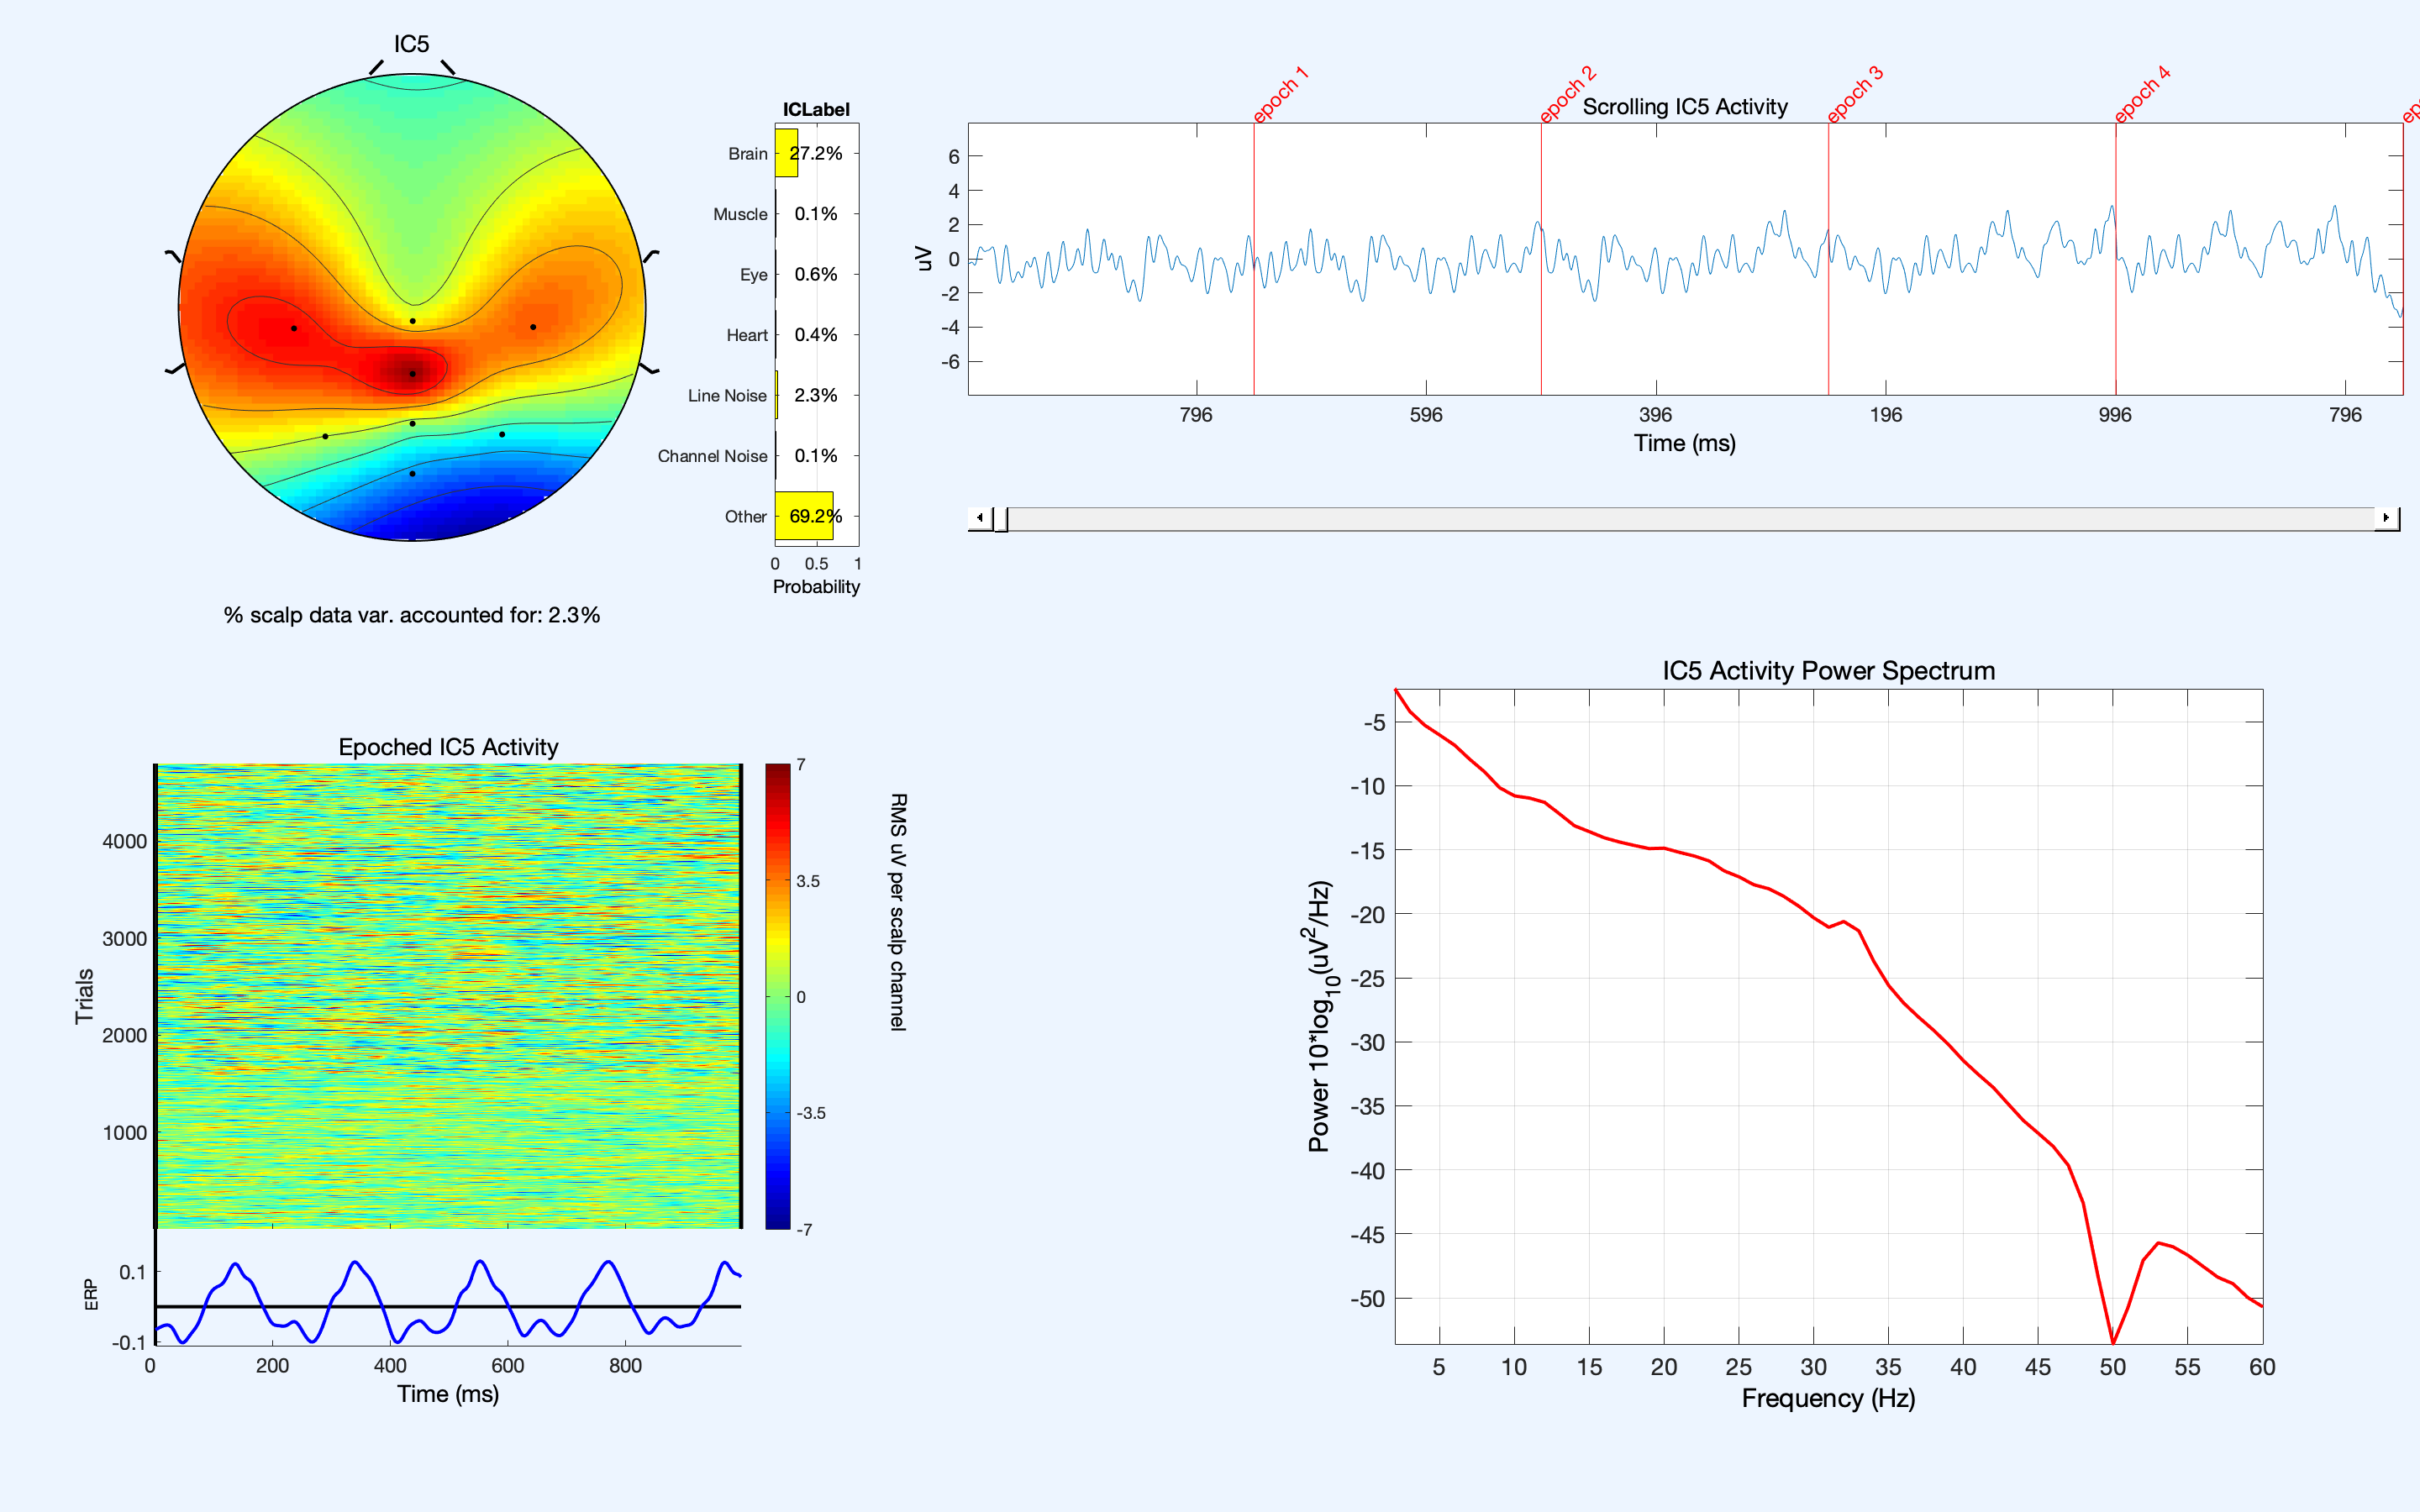 IC5
ICLabel
Brain 27.2%
Muscle 0.1%
Eye 0.6%
Heart 0.4%
Line Noise 2.3%
Channel Noise 0.1%
Other 69.2%
0 0.5 1
Probability
% scalp data var. accounted for: 2.3%
epoch 1
epoch 2
epoch 3
epoch 4
Scrolling IC5 Activity
6
4
2
0
-2
-4
-6
uV
796 596 396 196 996 796
Time (ms)
Epoched IC5 Activity
4000
3000
2000
1000
Trials
7
3.5
0
-3.5
-7
RMS uV per scalp channel
0.1
-0.1
ERP
0 200 400 600 800
Time (ms)
IC5 Activity Power Spectrum
-5
-10
-15
-20
-25
-30
-35
-40
-45
-50
Power 10*log10(uV2/Hz)
5 10 15 20 25 30 35 40 45 50 55 60
Frequency (Hz)